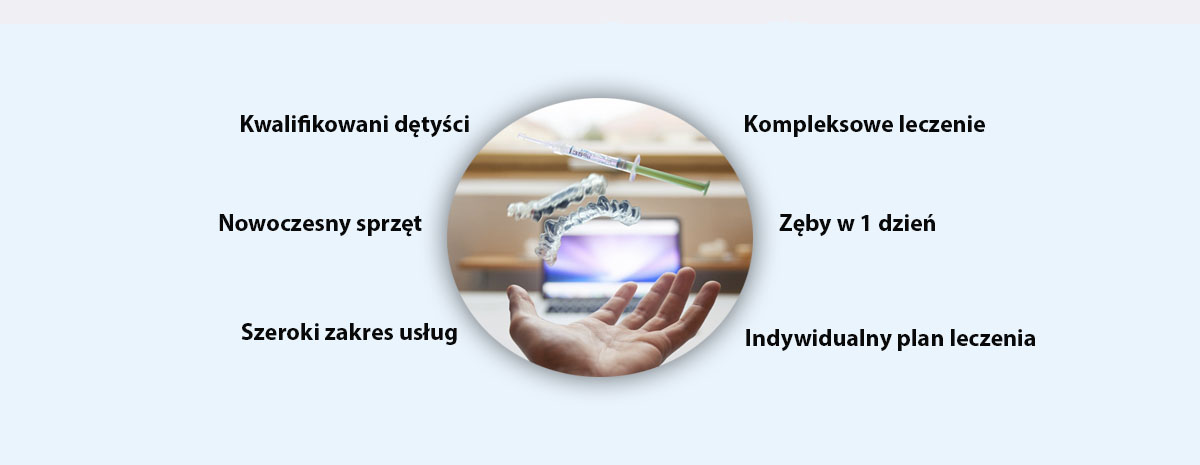 Kwalifikowani dętyści
Kompleksowe leczenie
Nowoczesny sprzęt
Zęby w 1 dzień
Szeroki zakres usług
Indywidualny plan leczenia